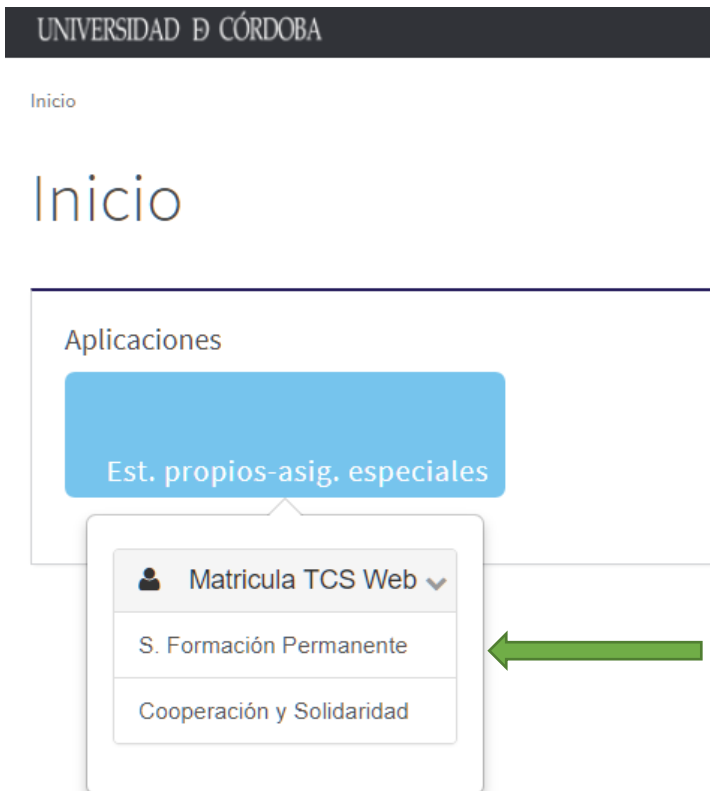 UNIVERSIDAD Ð CÓRDOBA
Inicio
Inicio
Aplicaciones
Est. propios-asig. especiales
Matricula TCS Web
S. Formación Permanente
Cooperación y Solidaridad